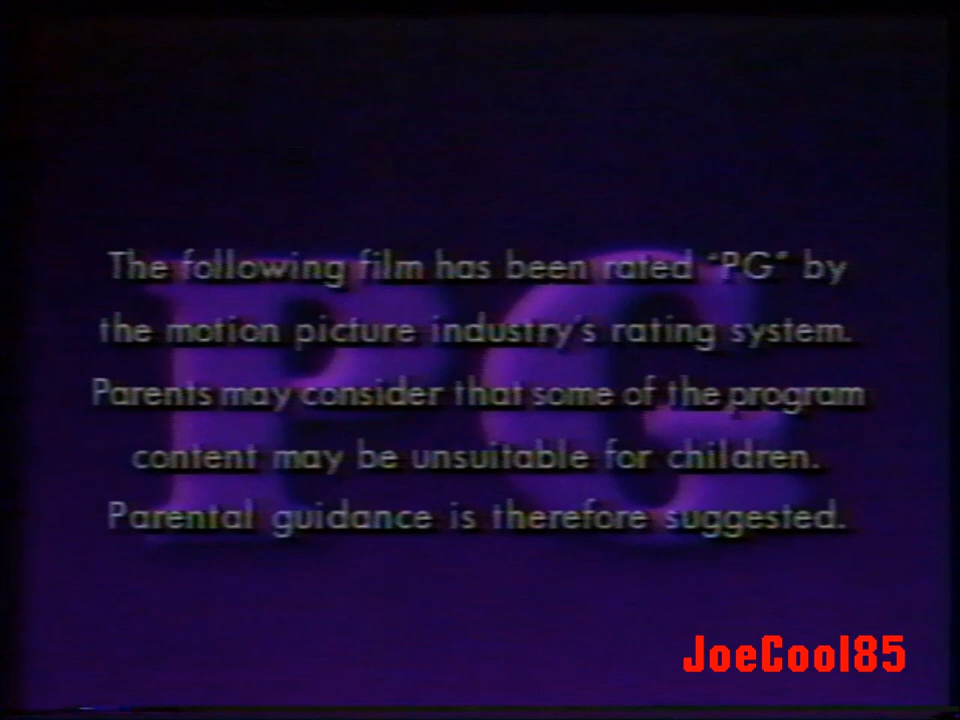 PG
The following film has been rated "PG" by
the motion picture industry's rating system.
Parents may consider that some of the program
content may be unsuitable for children.
Parental guidance is therefore suggested.
JoeCool85